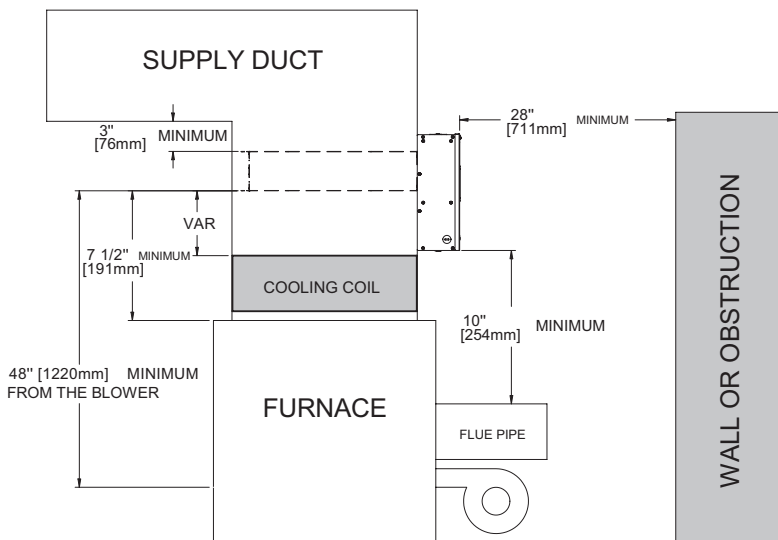 SUPPLY DUCT
3" MINIMUM
[76mm]
28" MINIMUM
[711mm]
VAR
7 1/2" MINIMUM
[191mm]
COOLING COIL
10" MINIMUM
[254mm]
48" [1220mm] MINIMUM
FROM THE BLOWER
FURNACE
FLUE PIPE
WALL OR OBSTRUCTION